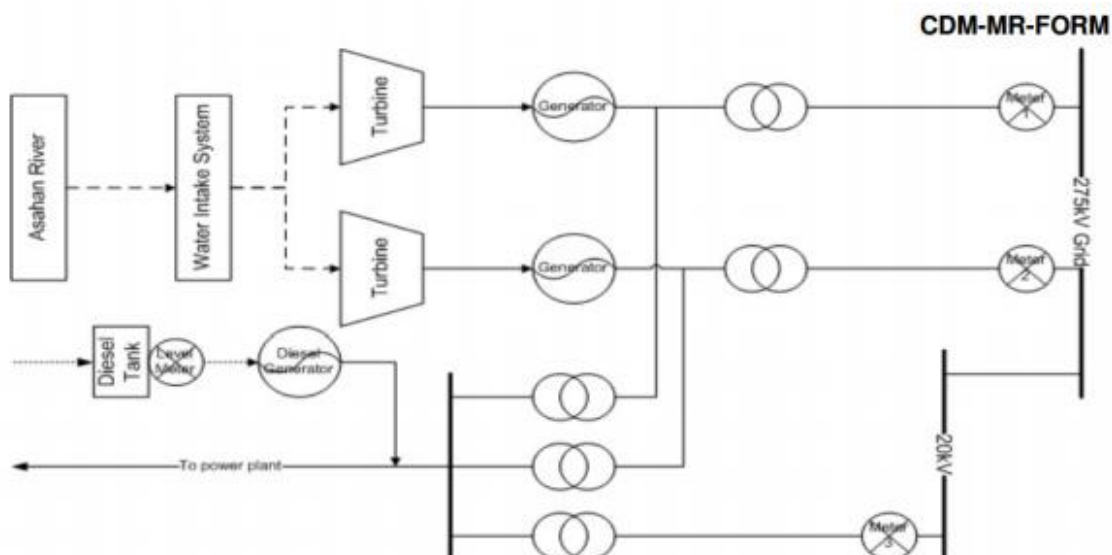 CDM-MR-FORM
Asahan River
Water Intake System
Turbine
Generator
Meter
1
275kV Grid
Turbine
Generator
Meter
2
Diesel
Tank
Level
Meter
Diesel
Generator
To power plant
20kV
Meter
3